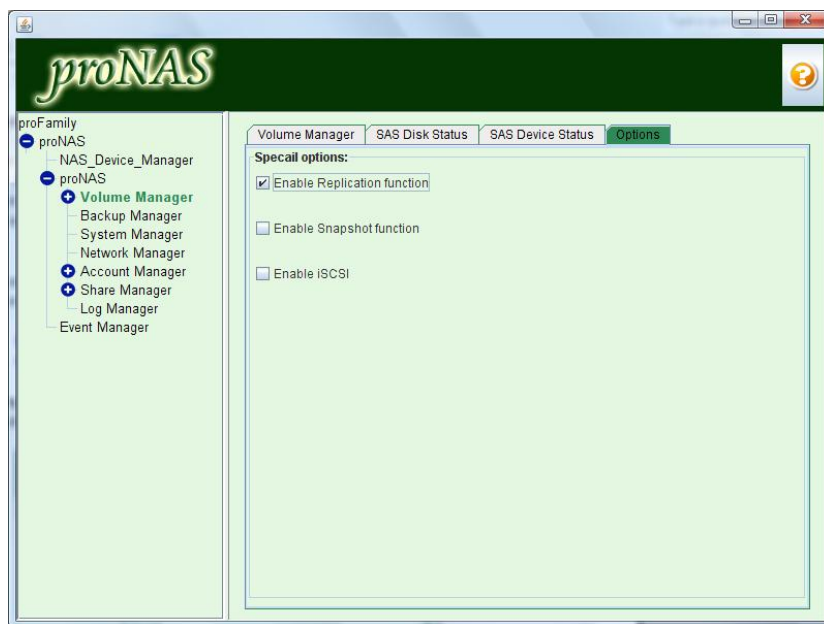 proNAS
proFamily
proNAS
NAS_Device_Manager
proNAS
Volume Manager
Backup Manager
System Manager
Network Manager
Account Manager
Share Manager
Log Manager
Event Manager
Volume Manager SAS Disk Status SAS Device Status Options
Specail options:
Enable Replication function
Enable Snapshot function
Enable iSCSI